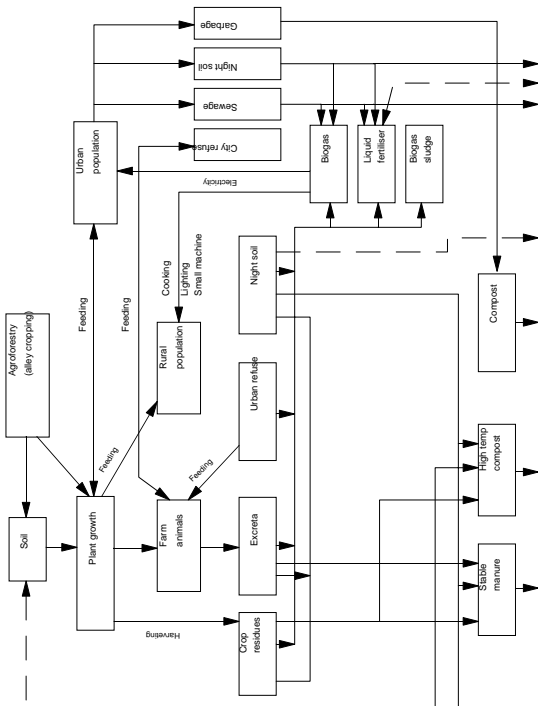 Garbage
Night soil
Sewage
City refuse
Urban
population
Electricity
Biogas
Liquid
fertiliser
Biogas
sludge
Feeding
Feeding
Cooking
Lighting
Small machine
Night soil
Compost
Agroforestry
(alley cropping)
Rural
population
Urban refuse
Feeding
Feeding
High temp
compost
Soil
Plant growth
Farm
animals
Excreta
Stable
manure
Harveting
Crop
residues